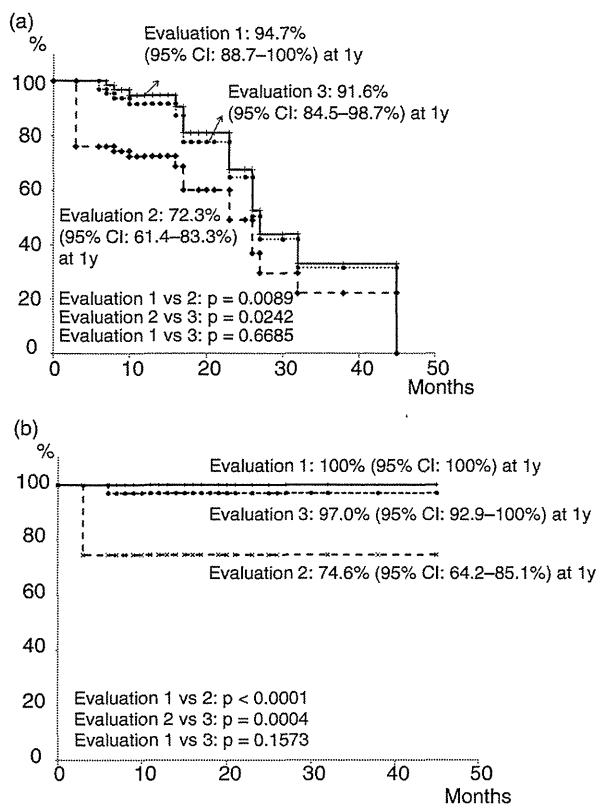 (a)
%
Evaluation 1: 94.7%
(95% CI: 88.7–100%) at 1y
100
Evaluation 3: 91.6%
(95% CI: 84.5–98.7%) at 1y
80
60
Evaluation 2: 72.3%
(95% CI: 61.4–83.3%)
at 1y
40
20
Evaluation 1 vs 2: p = 0.0089
Evaluation 2 vs 3: p = 0.0242
Evaluation 1 vs 3: p = 0.6685
0
0 10 20 30 40 50
Months
(b)
%
Evaluation 1: 100% (95% CI: 100%) at 1y
100
Evaluation 3: 97.0% (95% CI: 92.9–100%) at 1y
80
Evaluation 2: 74.6% (95% CI: 64.2–85.1%) at 1y
60
40
20
Evaluation 1 vs 2: p < 0.0001
Evaluation 2 vs 3: p = 0.0004
Evaluation 1 vs 3: p = 0.1573
0
0 10 20 30 40 50
Months